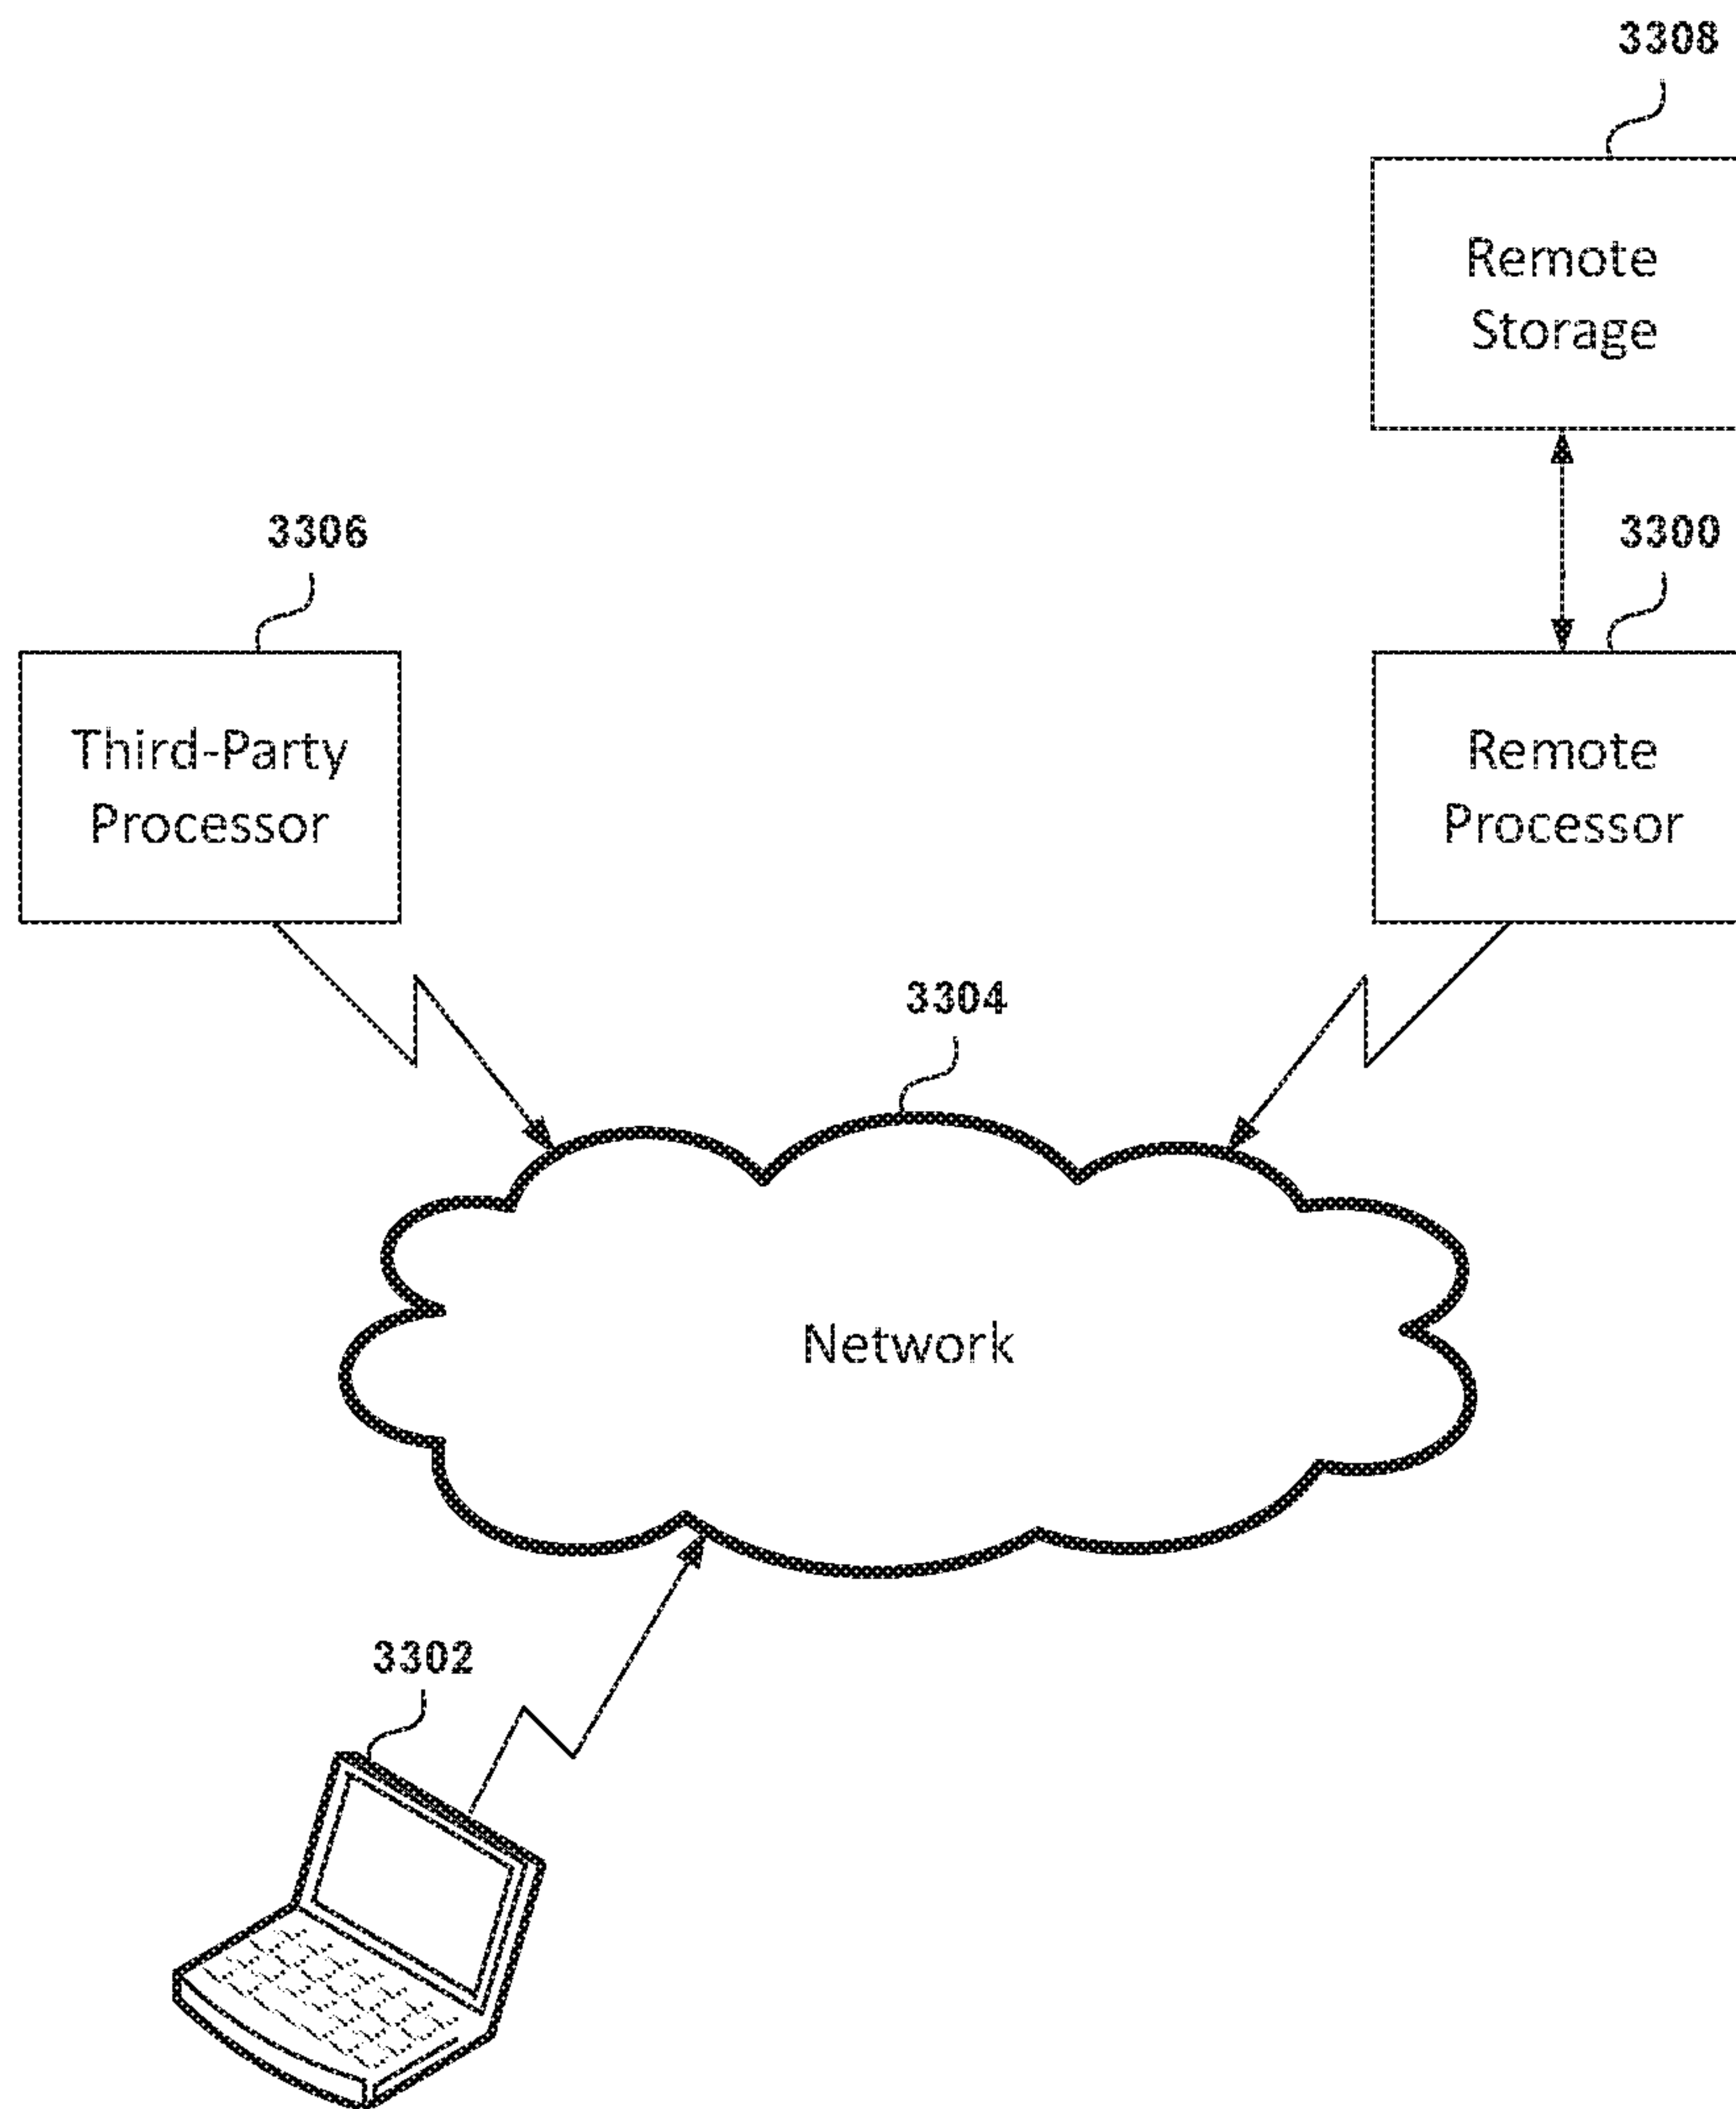 3308
Remote
Storage
3306
3300
Third-Party
Processor
Remote
Processor
3304
Network
3302